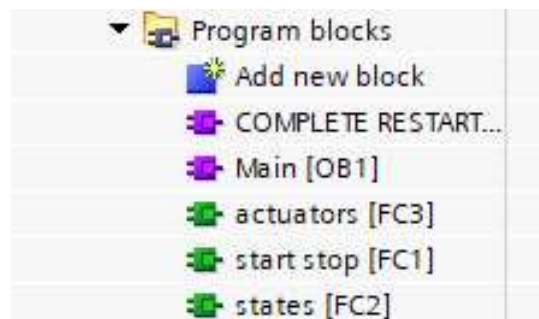 Program blocks
Add new block
COMPLETE RESTART...
Main [OB1]
actuators [FC3]
start stop [FC1]
states [FC2]